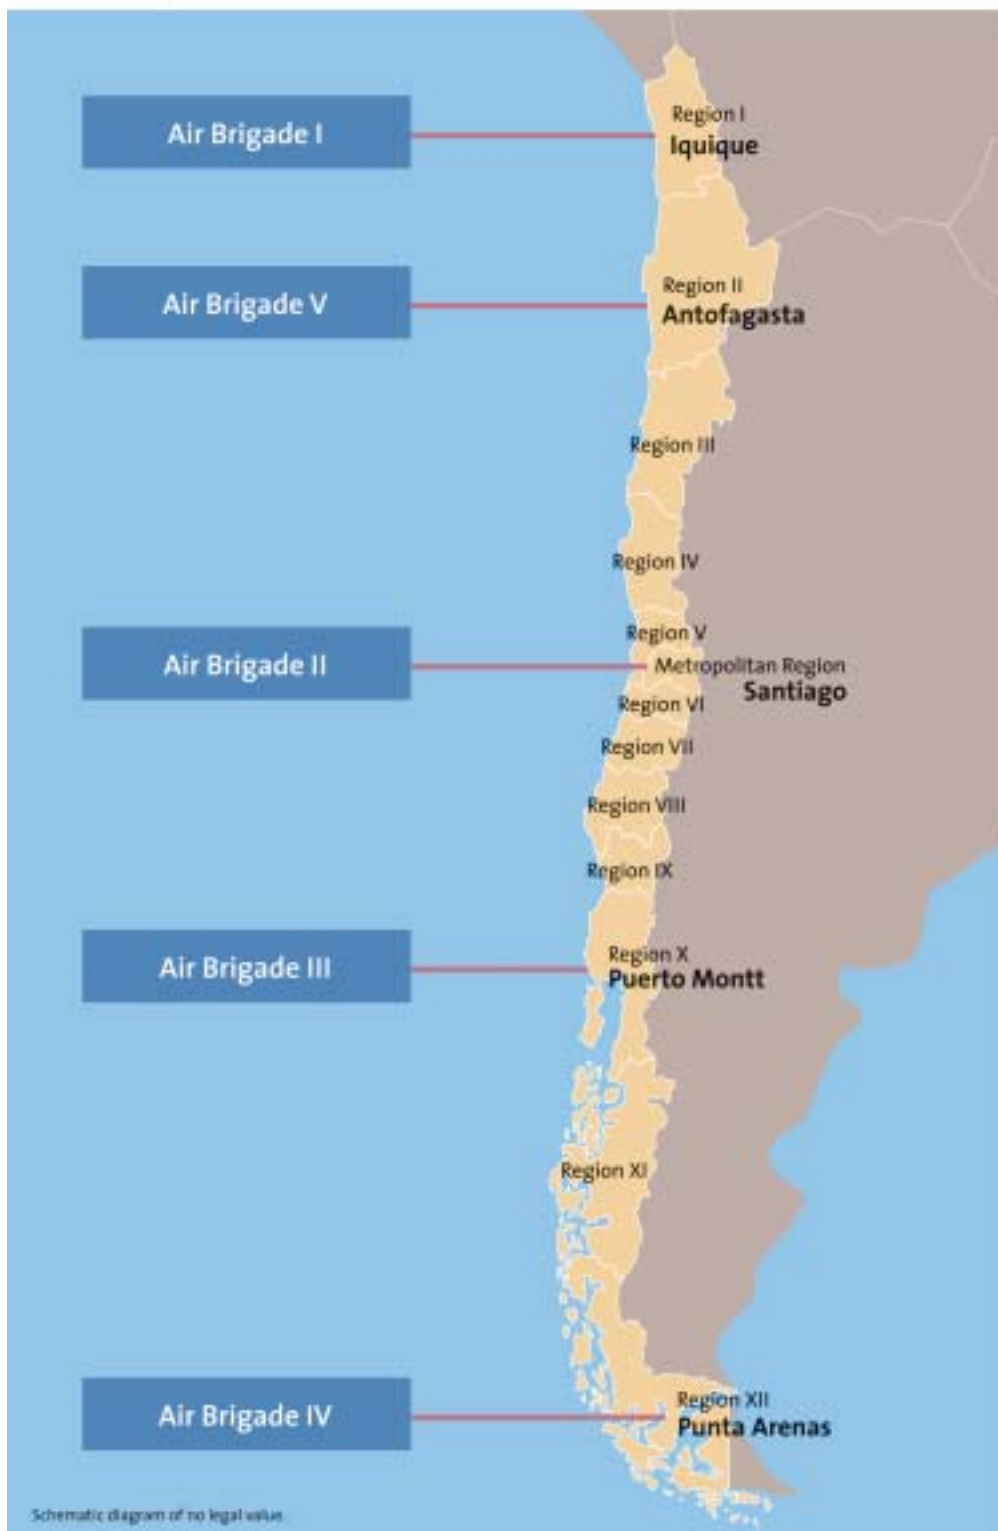 Air Brigade I
Region I
Iquique
Air Brigade V
Region II
Antofagasta
Region III
Region IV
Region V
Air Brigade II
Metropolitan Region
Santiago
Region VI
Region VII
Region VIII
Region IX
Air Brigade III
Region X
Puerto Montt
Region XI
Air Brigade IV
Region XII
Punta Arenas
Schematic diagram of no legal value.